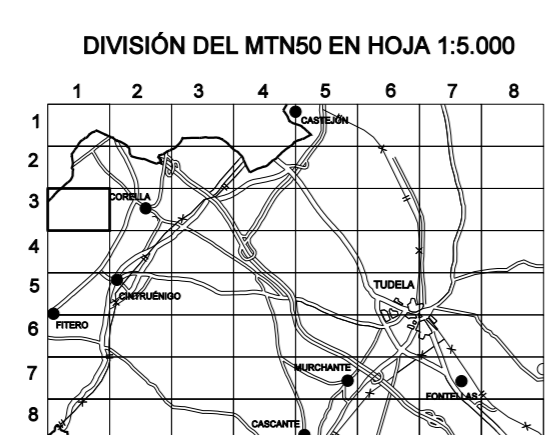 DIVISIÓN DEL MTN50 EN HOJA 1:5.000
1 2 3 4 5 6 7 8
1
CASTEJÓN
2
3
CORELLA
4
5
TUDELA
CINTRUÉNIGO
6
FITERO
7
MURCHANTE
FONTELLAS
8
CASCANTE